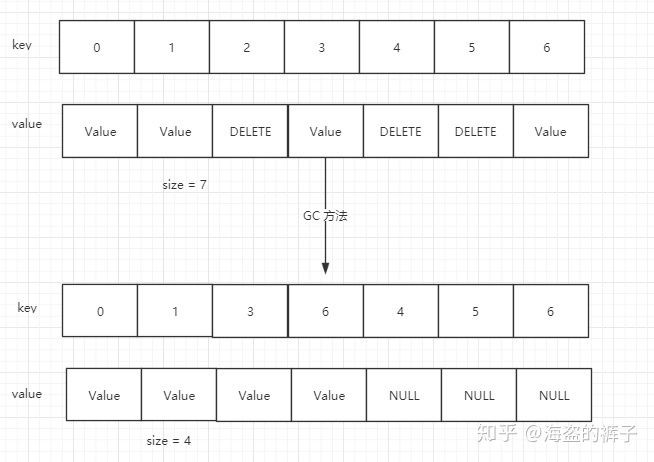 key 0 1 2 3 4 5 6
value Value Value DELETE Value DELETE DELETE Value
size = 7
GC 方法
key 0 1 3 6 4 5 6
value Value Value Value Value NULL NULL NULL
size = 4
知乎 @海盗的裤子